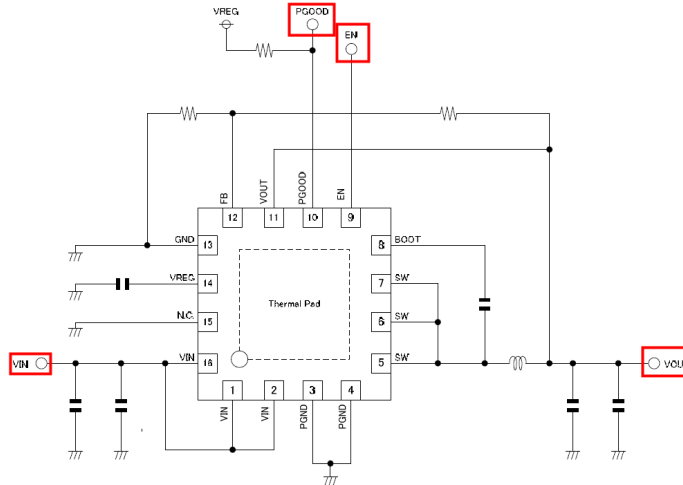 VREG
PGOOD
EN
FB
VOUT
PGOOD
EN
12
11
10
9
GND
13
8
BOOT
VREG
14
7
SW
Thermal Pad
N.C.
15
6
SW
VIN
VIN
16
5
SW
VOU
1
2
3
4
VIN
VIN
PGND
PGND